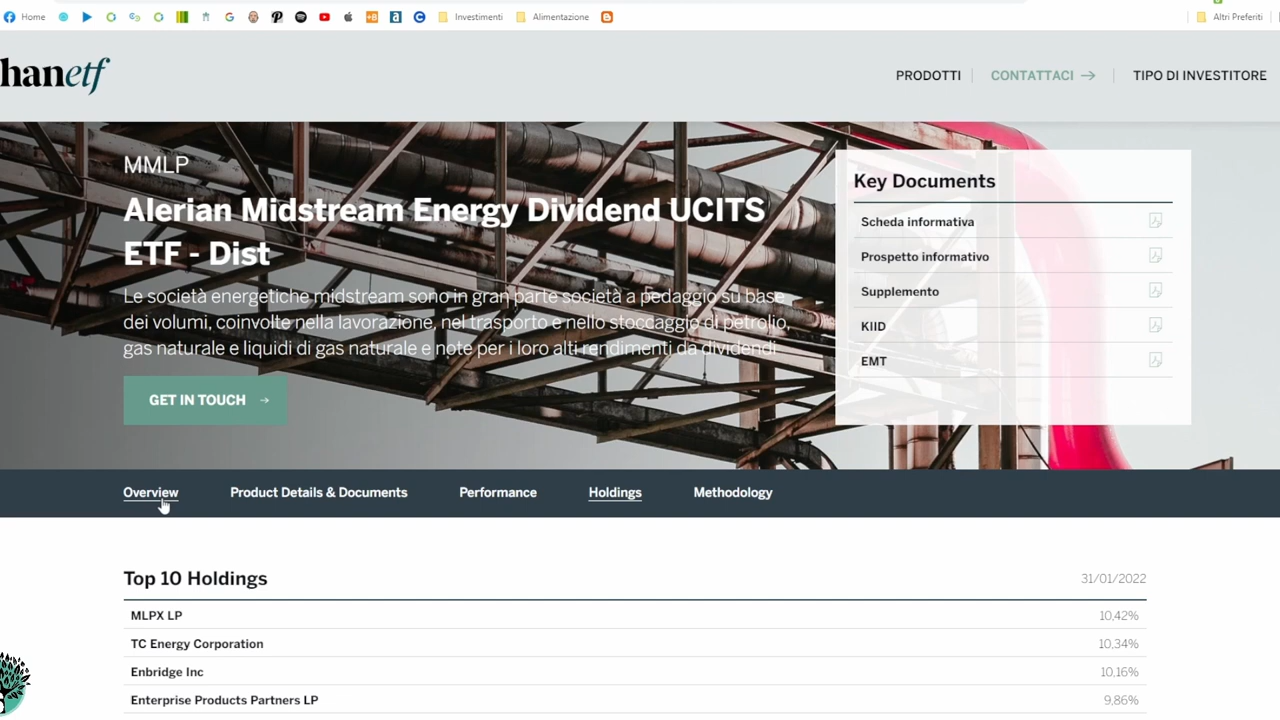 Home
Investimenti
Alimentazione
Altri Preferiti
hanetf
PRODOTTI
CONTATTACI →
TIPO DI INVESTITORE
MMLP
Alerian Midstream Energy Dividend UCITS
ETF - Dist
Le società energetiche midstream sono in gran parte società a pedaggio su base
dei volumi, coinvolte nella lavorazione, nel trasporto e nello stoccaggio di petrolio,
gas naturale e liquidi di gas naturale e note per i loro alti rendimenti da dividendi
GET IN TOUCH →
Key Documents
Scheda informativa
Prospetto informativo
Supplemento
KIID
EMT
Overview
Product Details & Documents
Performance
Holdings
Methodology
Top 10 Holdings 31/01/2022
MLPX LP 10,42%
TC Energy Corporation 10,34%
Enbridge Inc 10,16%
Enterprise Products Partners LP 9,86%